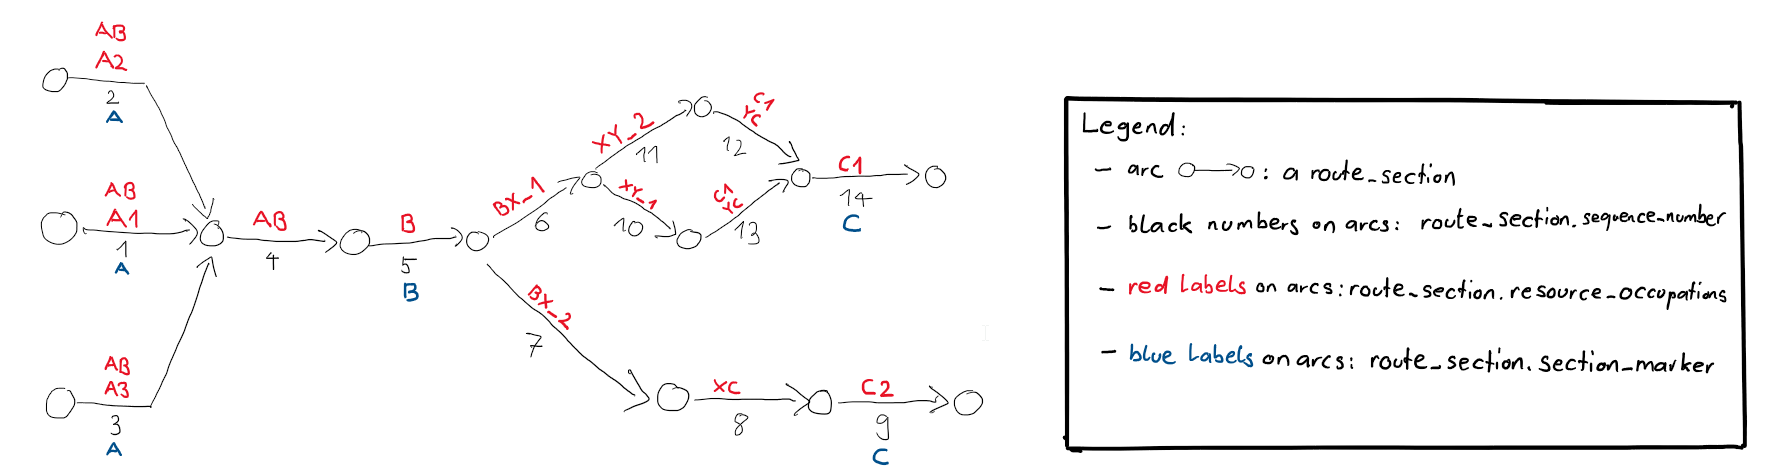 AB
A2
2
A
AB
A1
1
A
AB
A3
3
A
AB
4
B
5
B
BX_1
6
BX_2
7
XY_2
11
XY_1
10
C1
YC
12
C1
YC
13
C1
14
C
XC
8
C2
9
C
Legend:
- arc : a route_section
- black numbers on arcs: route_section.sequence_number
- red labels on arcs: route_section.resource_occupations
- blue labels on arcs: route_section.section_marker